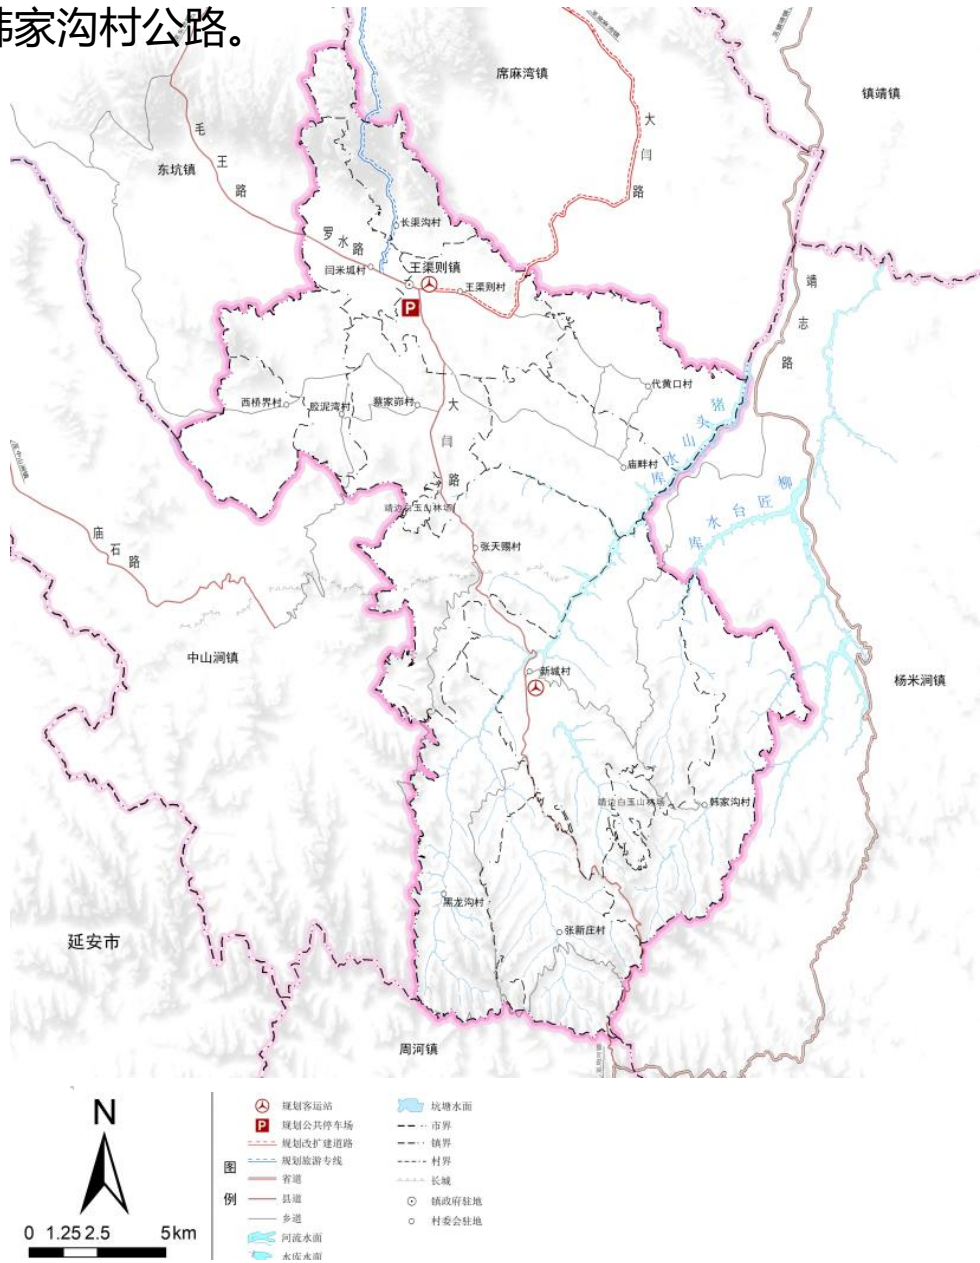 韩家沟村公路。
席麻湾镇
镇靖镇
大
闫
路
毛
王
路
东坑镇
长渠沟村
罗
水
路
闫米城村
王渠则镇
王渠则村
P
靖
志
路
代黄口村
西桥界村
胶泥湾村
蔡家峁村
大
闫
路
猪
头
山
水
库
庙畔村
柳
匠
台
水
库
靖边白玉山林场
张天赐村
庙
石
路
中山涧镇
新城村
杨米涧镇
靖边白玉山林场
韩家沟村
黑龙沟村
张新庄村
延安市
周河镇
N
0 1.25 2.5 5km
图
例
规划客运站
P 规划公共停车场
规划改扩建道路
规划旅游专线
省道
县道
乡道
河流水面
水库水面
坑塘水面
市界
镇界
村界
长城
镇政府驻地
村委会驻地